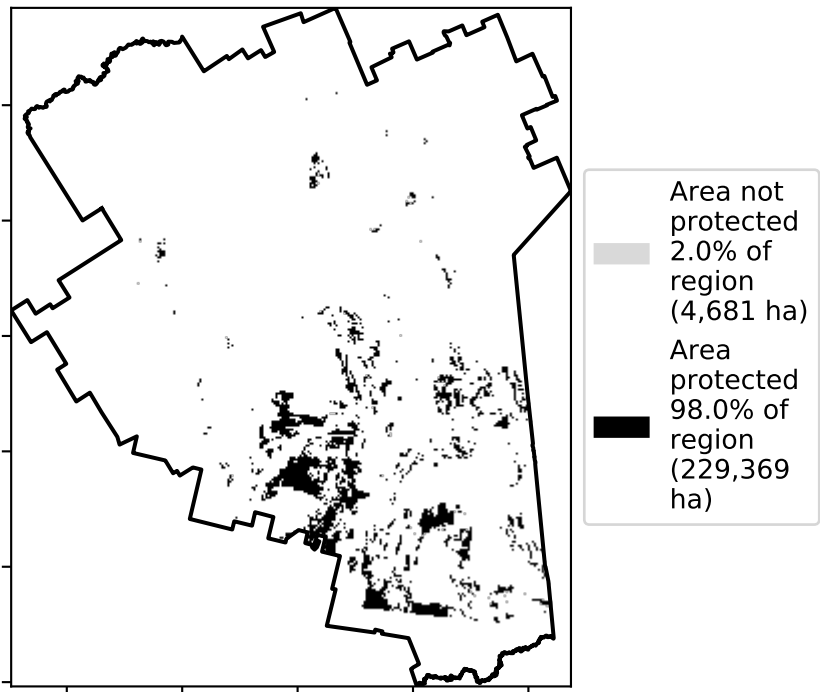 Area not
protected
2.0% of
region
(4,681 ha)
Area
protected
98.0% of
region
(229,369
ha)